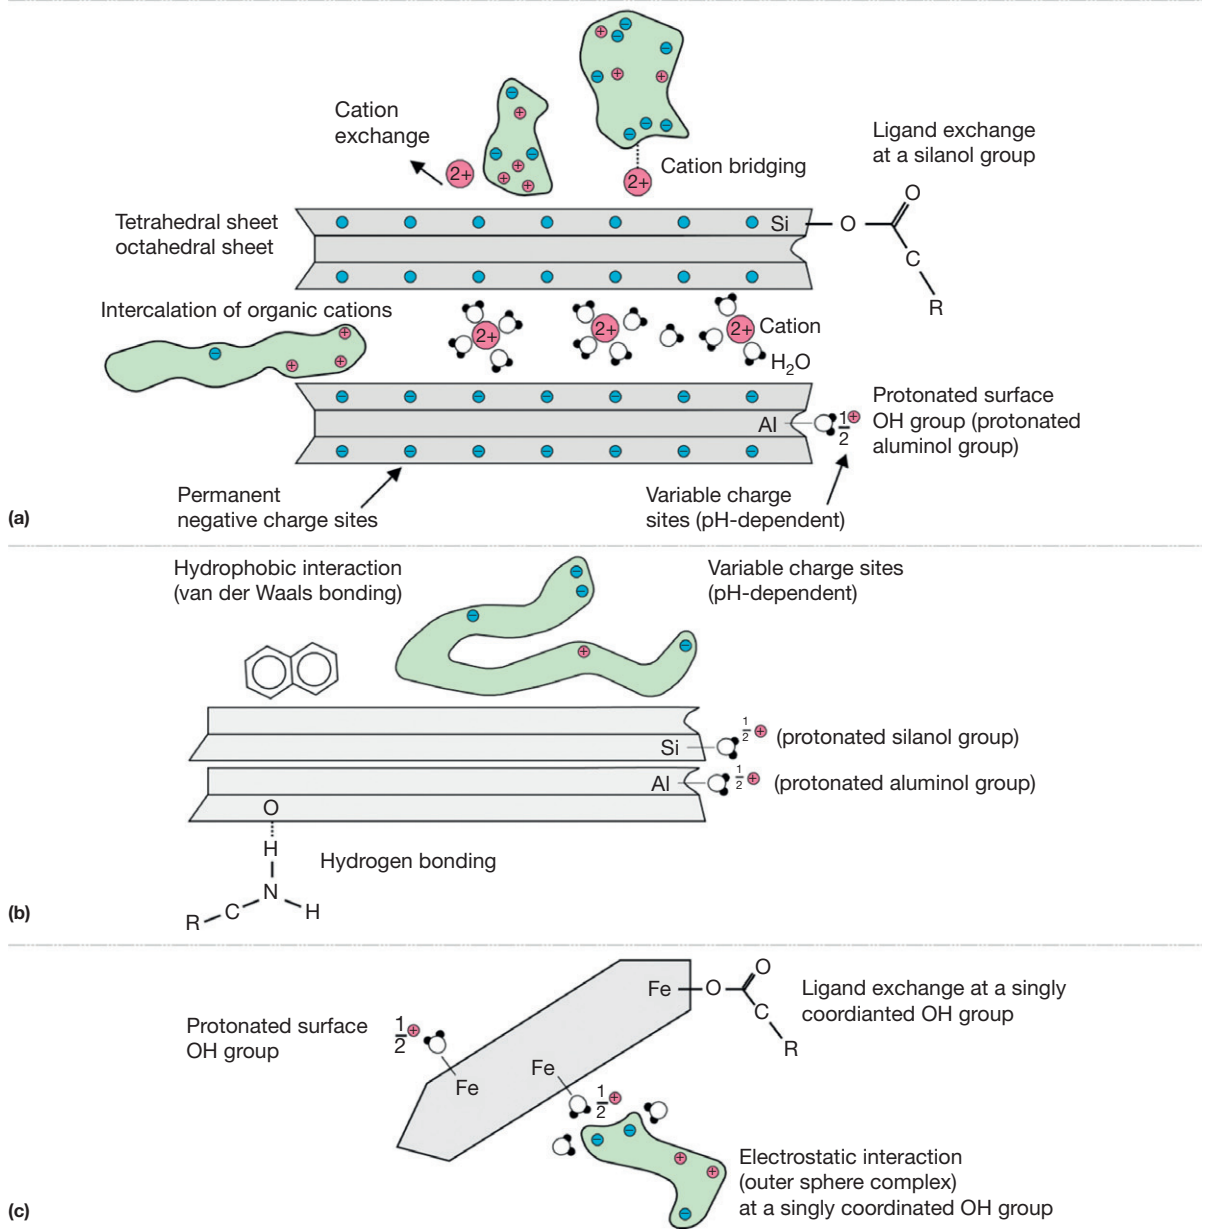 Cation
exchange
2+
2+
Cation bridging
Ligand exchange
at a silanol group
Tetrahedral sheet
octahedral sheet
Si
O
O
C
R
Intercalation of organic cations
2+
2+
2+
Cation
H2O
Al
1
2
Protonated surface
OH group (protonated
aluminol group)
Permanent
negative charge sites
Variable charge
sites (pH-dependent)
(a)
Hydrophobic interaction
(van der Waals bonding)
Variable charge sites
(pH-dependent)
Si
1
2
(protonated silanol group)
Al
1
2
(protonated aluminol group)
O
H
N
H
C
R
Hydrogen bonding
(b)
Fe
O
O
C
R
Ligand exchange at a singly
coordianted OH group
Protonated surface
OH group
1
2
Fe
Fe
1
2
Electrostatic interaction
(outer sphere complex)
at a singly coordinated OH group
(c)